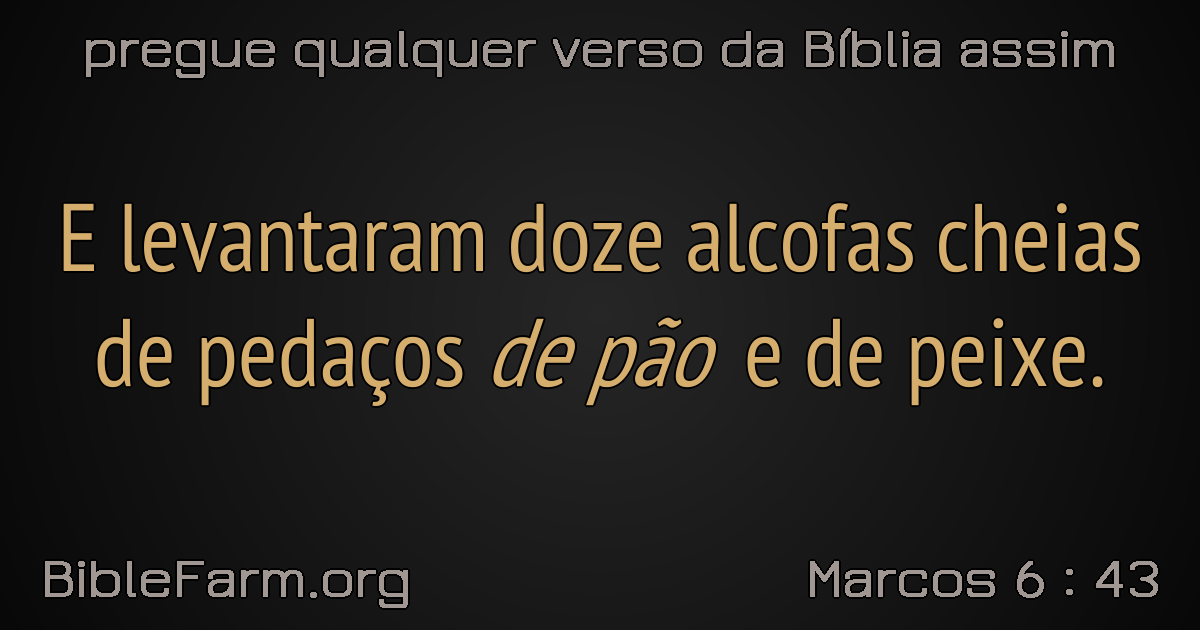 pregue qualquer verso da Bíblia assim
E levantaram doze alcofas cheias
de pedaços de pão e de peixe.
BibleFarm.org
Marcos 6 : 43